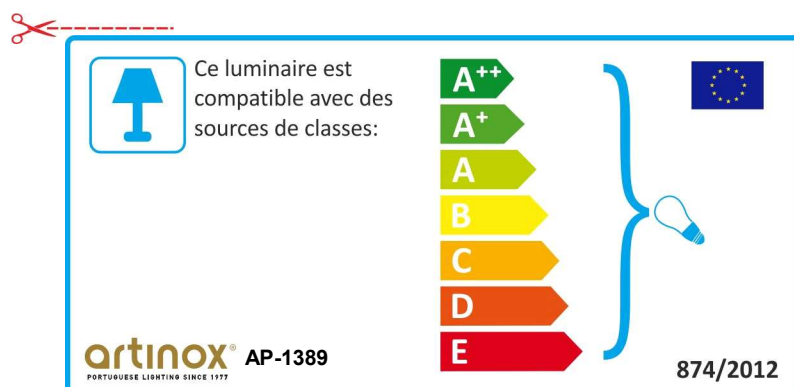 Ce luminaire est
compatible avec des
sources de classes:
A++
A+
A
B
C
D
E
artinox® AP-1389
PORTUGUESE LIGHTING SINCE 1977
874/2012